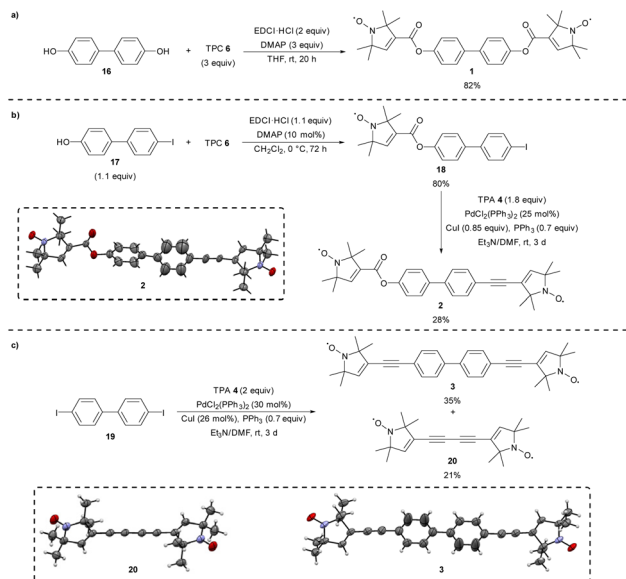 a)
HO
OH
16
+
TPC 6
(3 equiv)
EDCI·HCl (2 equiv)
DMAP (3 equiv)
THF, rt, 20 h
•O
N
O
O
O
O
N
O•
1
82%
b)
HO
I
17
(1.1 equiv)
+
TPC 6
EDCI·HCl (1.1 equiv)
DMAP (10 mol%)
CH2Cl2, 0 °C, 72 h
•O
N
O
O
I
18
80%
TPA 4 (1.8 equiv)
PdCl2(PPh3)2 (25 mol%)
CuI (0.85 equiv), PPh3 (0.7 equiv)
Et3N/DMF, rt, 3 d
2
•O
N
O
O
N
O•
2
28%
c)
I
I
19
TPA 4 (2 equiv)
PdCl2(PPh3)2 (30 mol%)
CuI (26 mol%), PPh3 (0.7 equiv)
Et3N/DMF, rt, 3 d
•O
N
N
O•
3
35%
+
•O
N
N
O•
20
21%
20
3